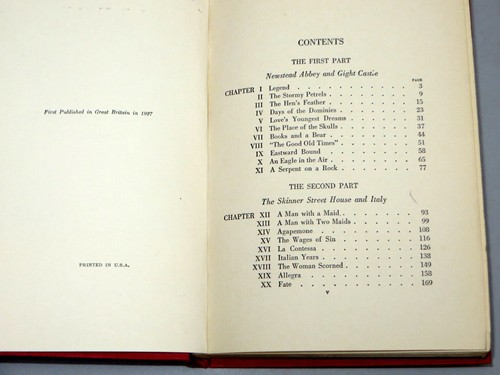 First Published in Great Britain in 1927
PRINTED IN U.S.A.
CONTENTS
THE FIRST PART
Newstead Abbey and Gight Castle
PAGE
CHAPTER I Legend . . . . . . . . . . . 3
II The Stormy Petrels . . . . . . . . 9
III The Hen's Feather . . . . . . . . 15
IV Days of the Dominies . . . . . . . 23
V Love's Youngest Dreams . . . . . . 31
VI The Place of the Skulls . . . . . . 37
VII Books and a Bear . . . . . . . . 44
VIII "The Good Old Times" . . . . . . 51
IX Eastward Bound . . . . . . . . 58
X An Eagle in the Air . . . . . . . 65
XI A Serpent on a Rock . . . . . . . 77
THE SECOND PART
The Skinner Street House and Italy
CHAPTER XII A Man with a Maid . . . . . . . 93
XIII A Man with Two Maids . . . . . . 99
XIV Agapemone . . . . . . . . . 108
XV The Wages of Sin . . . . . . . 116
XVI La Contessa . . . . . . . . . 126
XVII Italian Years . . . . . . . . . 138
XVIII The Woman Scorned . . . . . . . 149
XIX Allegra . . . . . . . . . . 158
XX Fate . . . . . . . . . . . 169
v